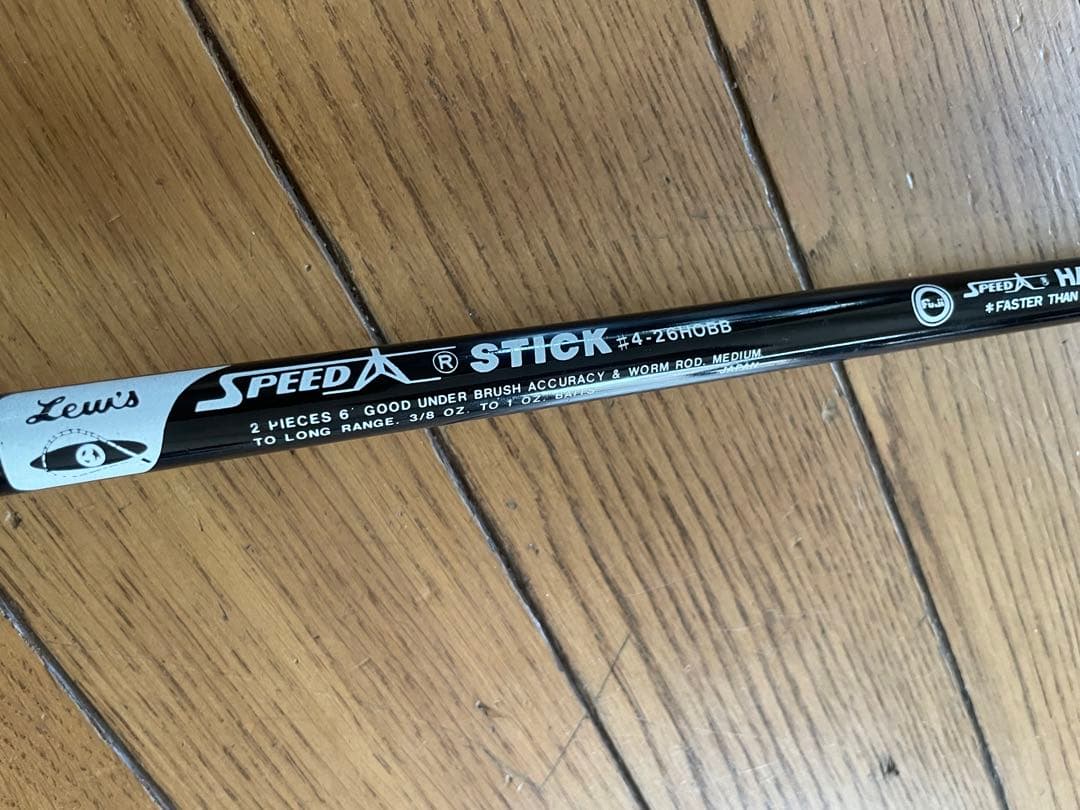 Lew's
SPEED ® STICK #4-26HOBB
2 PIECES 6' GOOD UNDER BRUSH ACCURACY & WORM ROD. MEDIUM
TO LONG RANGE. 3/8 OZ. TO 1 OZ. BAITS. JAPAN
Fuji
SPEED
*FASTER THAN